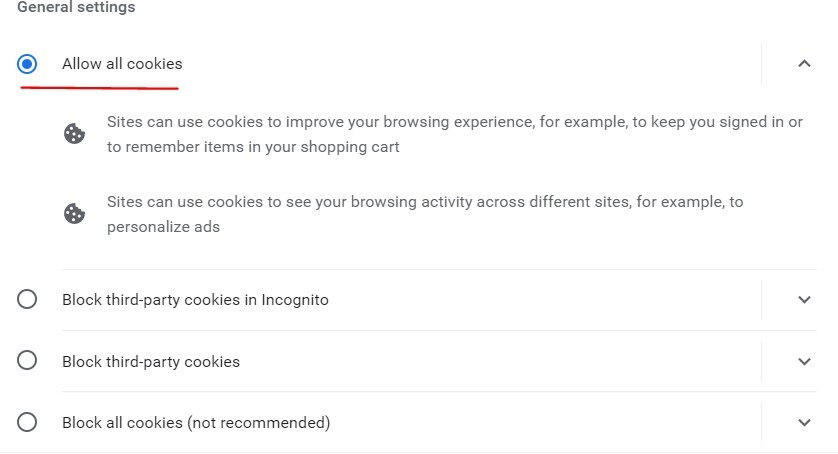 General settings
Allow all cookies
Sites can use cookies to improve your browsing experience, for example, to keep you signed in or
to remember items in your shopping cart
Sites can use cookies to see your browsing activity across different sites, for example, to
personalize ads
Block third-party cookies in Incognito
Block third-party cookies
Block all cookies (not recommended)